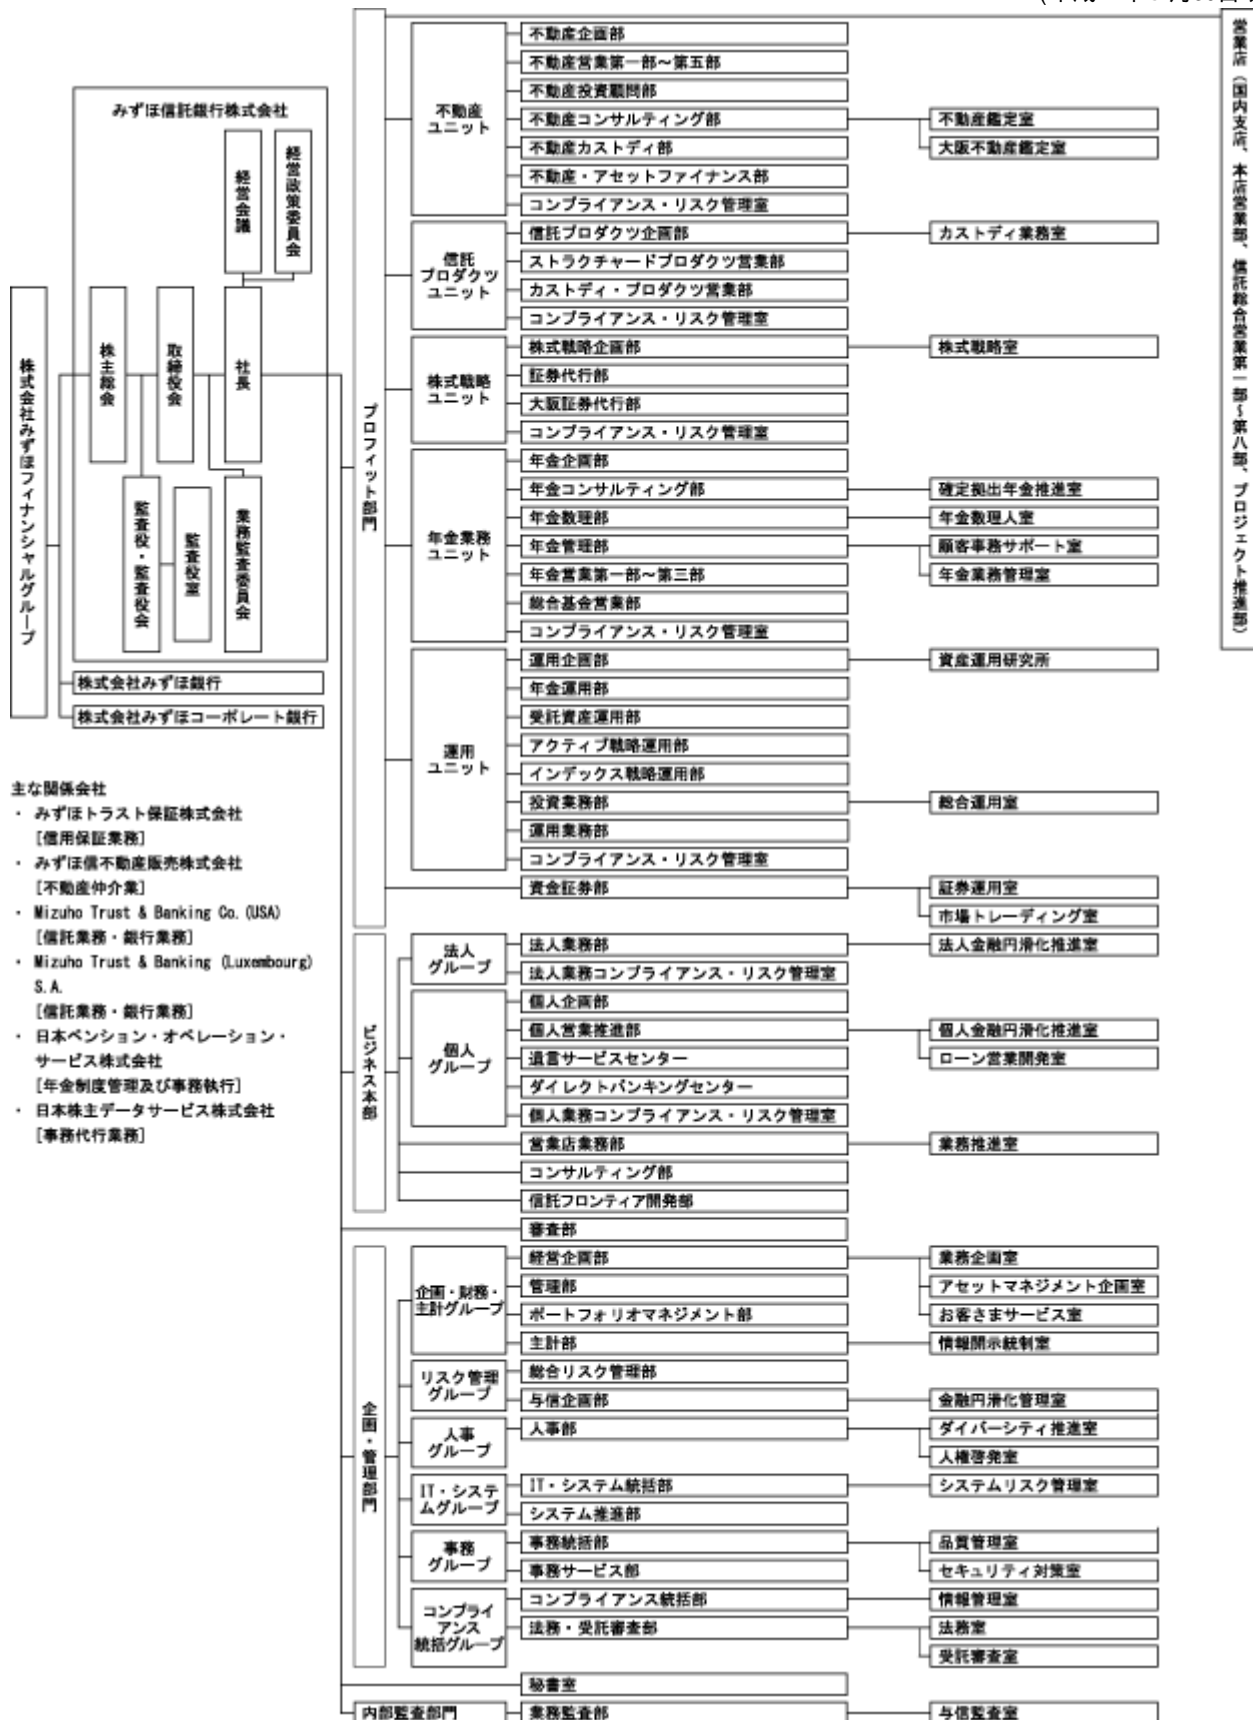 みずほ信託銀行株式会社
経営会議
経営政策委員会
株主総会
取締役会
社長
監査役・監査役会
監査役室
業務監査委員会
株式会社みずほフィナンシャルグループ
株式会社みずほ銀行
株式会社みずほコーポレート銀行
主な関係会社
・ みずほトラスト保証株式会社
[信用保証業務]
・ みずほ信不動産販売株式会社
[不動産仲介業]
・ Mizuho Trust & Banking Co.(USA)
[信託業務・銀行業務]
・ Mizuho Trust & Banking (Luxembourg)
S.A.
[信託業務・銀行業務]
・ 日本ペンション・オペレーション・
サービス株式会社
[年金制度管理及び事務執行]
・ 日本株主データサービス株式会社
[事務代行業務]
プロフィット部門
不動産
ユニット
不動産企画部
不動産営業第一部～第五部
不動産投資顧問部
不動産コンサルティング部
不動産鑑定室
大阪不動産鑑定室
不動産カストディ部
不動産・アセットファイナンス部
コンプライアンス・リスク管理室
信託
プロダクツ
ユニット
信託プロダクツ企画部
カストディ業務室
ストラクチャードプロダクツ営業部
カストディ・プロダクツ営業部
コンプライアンス・リスク管理室
株式戦略
ユニット
株式戦略企画部
株式戦略室
証券代行部
大阪証券代行部
コンプライアンス・リスク管理室
年金業務
ユニット
年金企画部
年金コンサルティング部
確定拠出年金推進室
年金数理部
年金数理人室
年金管理部
顧客事務サポート室
年金業務管理室
年金営業第一部～第三部
総合基金営業部
コンプライアンス・リスク管理室
運用
ユニット
運用企画部
資産運用研究所
年金運用部
受託資産運用部
アクティブ戦略運用部
インデックス戦略運用部
投資業務部
総合運用室
運用業務部
コンプライアンス・リスク管理室
資金証券部
証券運用室
市場トレーディング室
ビジネス本部
法人
グループ
法人業務部
法人金融円滑化推進室
法人業務コンプライアンス・リスク管理室
個人
グループ
個人企画部
個人営業推進部
個人金融円滑化推進室
ローン営業開発室
遺言サービスセンター
ダイレクトバンキングセンター
個人業務コンプライアンス・リスク管理室
営業店業務部
業務推進室
コンサルティング部
信託フロンティア開発部
審査部
企画・管理部門
企画・財務・
主計グループ
経営企画部
業務企画室
アセットマネジメント企画室
お客さまサービス室
管理部
ポートフォリオマネジメント部
主計部
情報開示統制室
リスク管理
グループ
総合リスク管理部
与信企画部
金融円滑化管理室
人事
グループ
人事部
ダイバーシティ推進室
人権啓発室
IT・システ
ムグループ
IT・システム統括部
システムリスク管理室
システム推進部
事務
グループ
事務統括部
品質管理室
セキュリティ対策室
事務サービス部
コンプライ
アンス
統括グループ
コンプライアンス統括部
情報管理室
法務・受託審査部
法務室
受託審査室
秘書室
内部監査部門
業務監査部
与信監査室
営業店（国内支店、本店営業部、信託総合営業第一部～第八部、プロジェクト推進部）